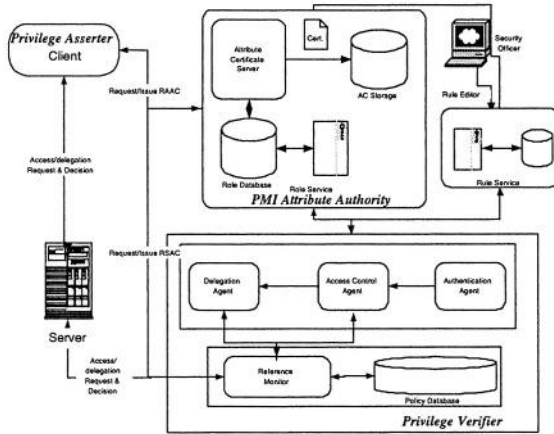 Privilege Asserter
Client
Request/Issue RAAC
Attribute
Certificate
Server
Cert.
AC Storage
Role Database
Role Service
PMI Attribute Authority
Security
Officer
Rule Editor
Rule Service
Access/delegation
Request
& Decision
Server
Request/Issue RSAC
Access/
delegation
Request &
Decision
Delegation
Agent
Access Control
Agent
Authentication
Agent
Reference
Monitor
Policy Database
Privilege Verifier